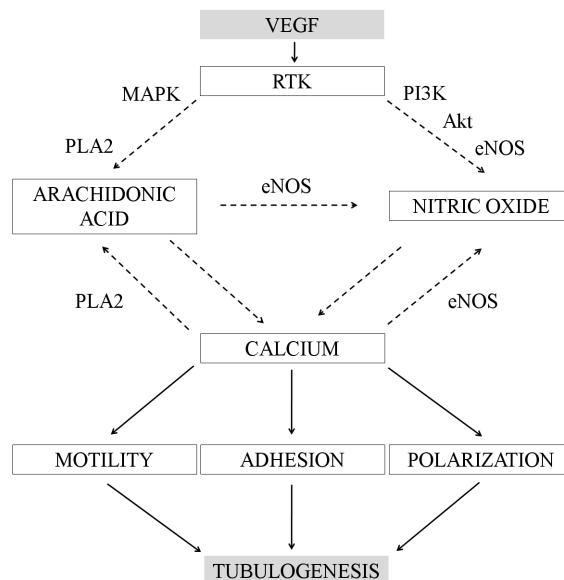 VEGF
RTK
MAPK
PI3K
Akt
PLA2
eNOS
ARACHIDONIC
ACID
eNOS
NITRIC OXIDE
PLA2
eNOS
CALCIUM
MOTILITY
ADHESION
POLARIZATION
TUBULOGENESIS